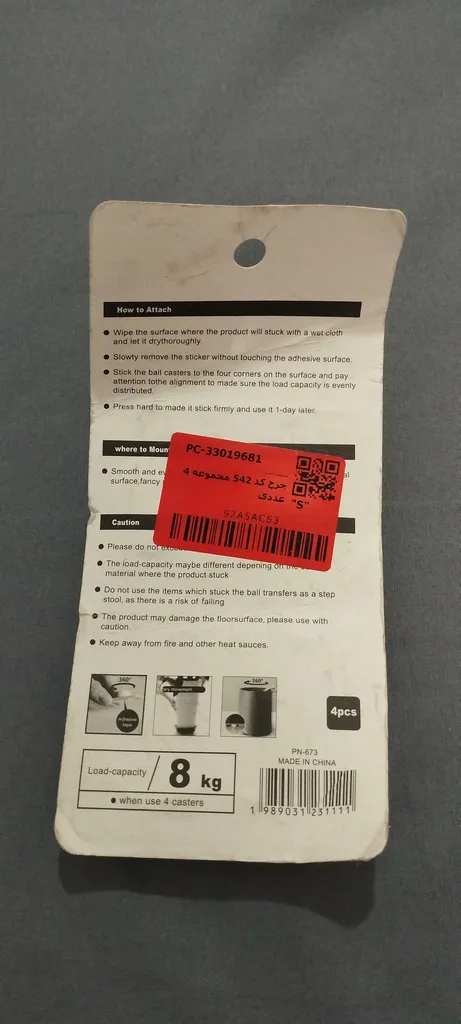 How to Attach
Wipe the surface where the product will stuck with a wet cloth
and let it drythoroughly
Slowly remove the sticker without touching the adhesive surface.
Stick the ball casters to the four corners on the surface and pay
attention tothe alignment to made sure the load capacity is evenly
distributed.
Press hard to made it stick firmly and use it 1-day later.
where to Moun
Smooth and ev
al
surface,fancy
PC-33019681
چرخ کد 542 مجموعه 4
عددی "S"
92A5AC63
Caution
Please do not
The load-capacity maybe different depening on the
material where the product stuck
Do not use the items which stuck the ball transfers as a step
stool, as there is a risk of falling
The product may damage the floorsurface, please use with
caution.
Keep away from fire and other heat sauces.
360°
Adhesive
tape
movement
360°
4pcs
Load-capacity / 8 kg
when use 4 casters
PN-673
MADE IN CHINA
1 989031 231111